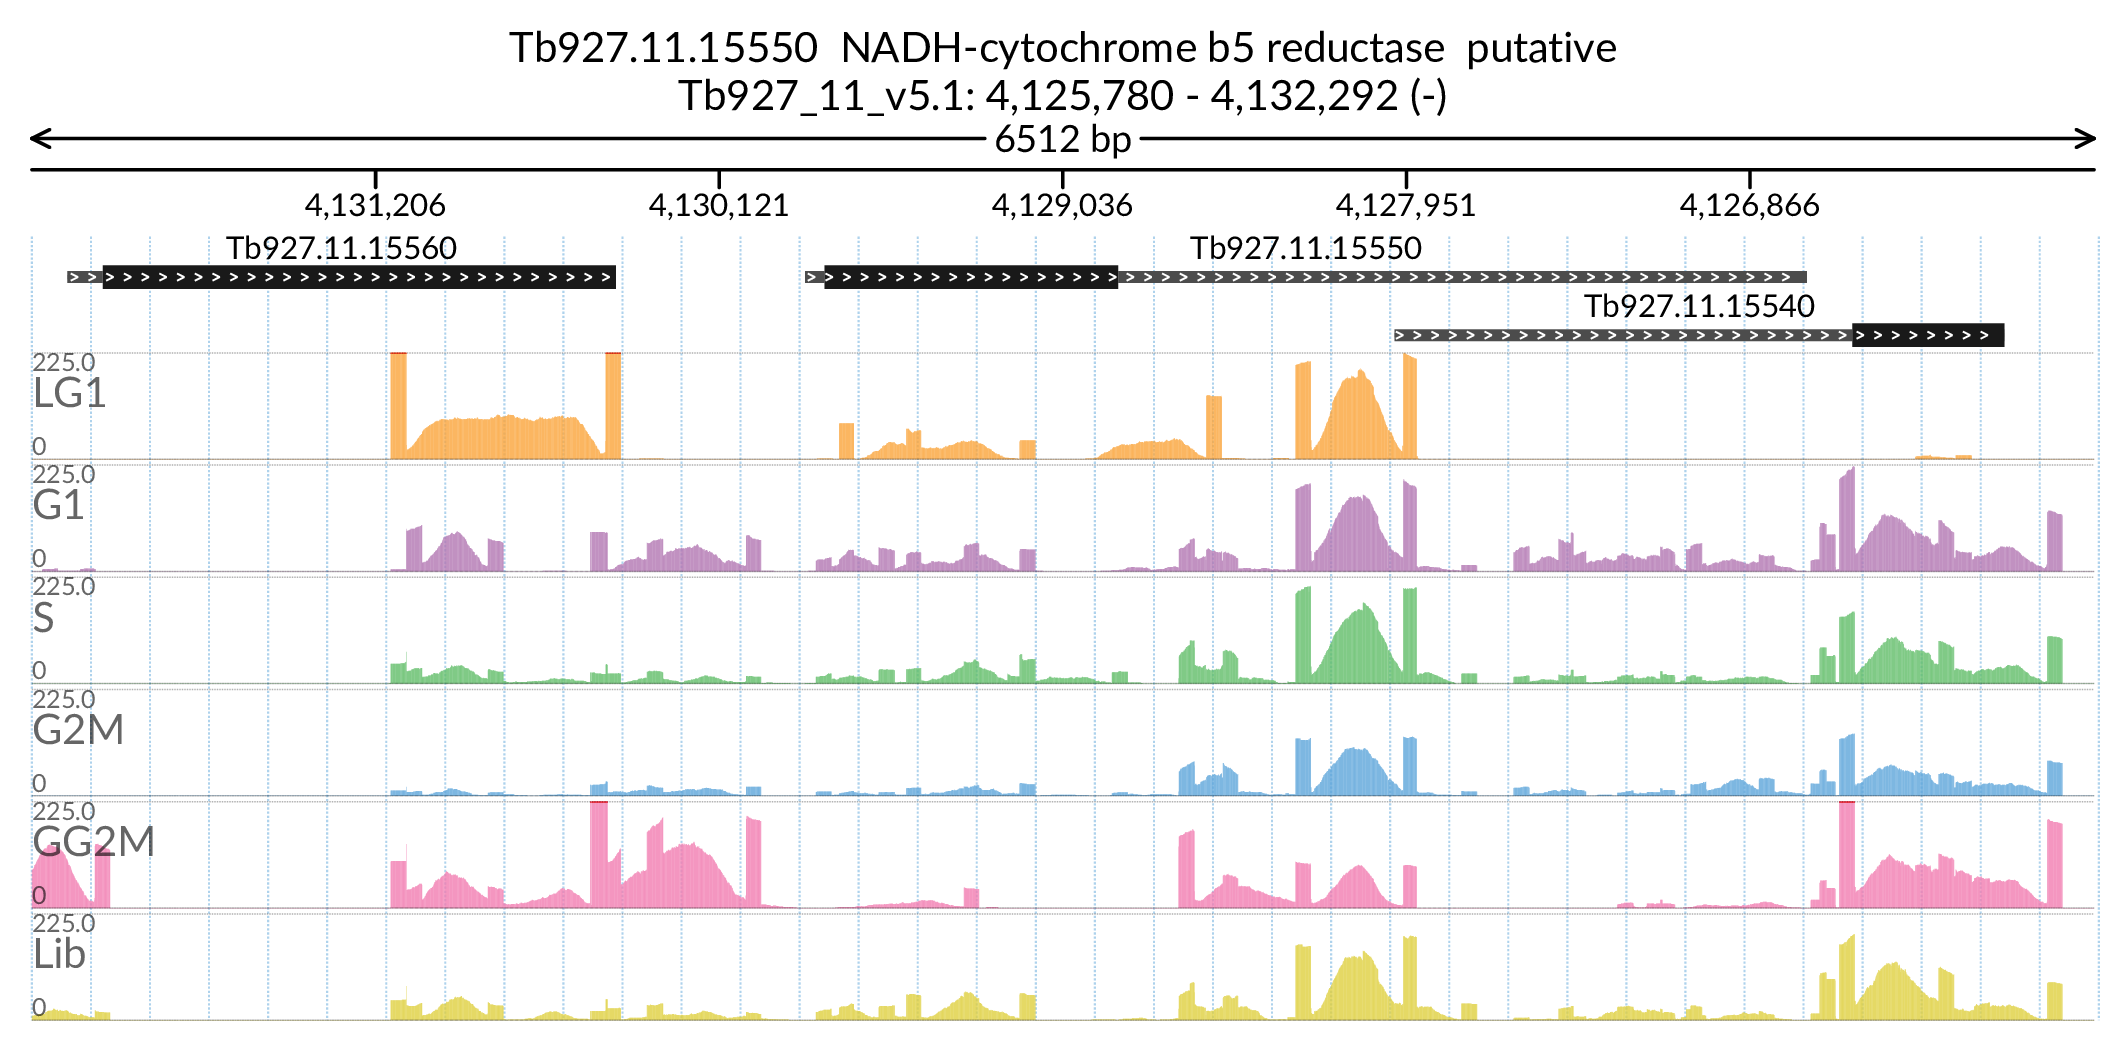 Tb927.11.15550  NADH-cytochrome b5 reductase  putative
Tb927_11_v5.1: 4,125,780 - 4,132,292 (-)
6512 bp
4,131,206 4,130,121 4,129,036 4,127,951 4,126,866
Tb927.11.15560 Tb927.11.15550
Tb927.11.15540
225.0
LG1
0
225.0
G1
0
225.0
S
0
225.0
G2M
0
225.0
GG2M
0
225.0
Lib
0